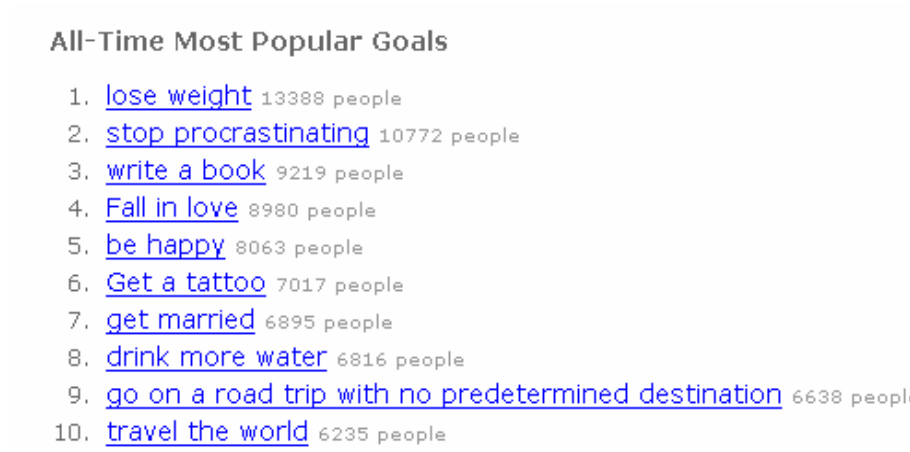 All-Time Most Popular Goals
1. lose weight 13388 people
2. stop procrastinating 10772 people
3. write a book 9219 people
4. Fall in love 8980 people
5. be happy 8063 people
6. Get a tattoo 7017 people
7. get married 6895 people
8. drink more water 6816 people
9. go on a road trip with no predetermined destination 6638 peopl
10. travel the world 6235 people